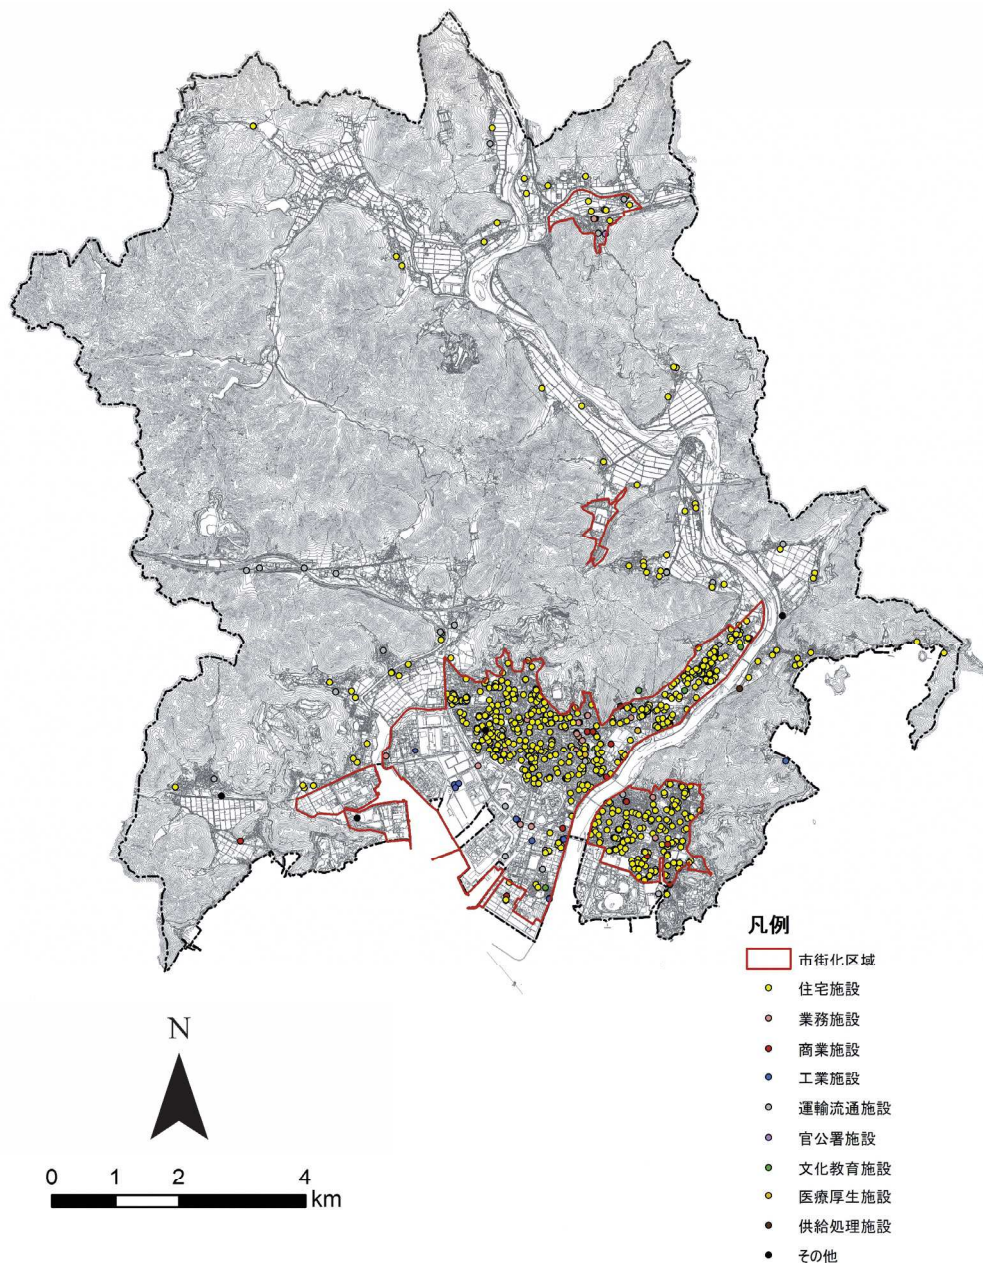 凡例
市街化区域
住宅施設
業務施設
商業施設
工業施設
運輸流通施設
官公署施設
文化教育施設
医療厚生施設
供給処理施設
その他
N
0 1 2 4
km